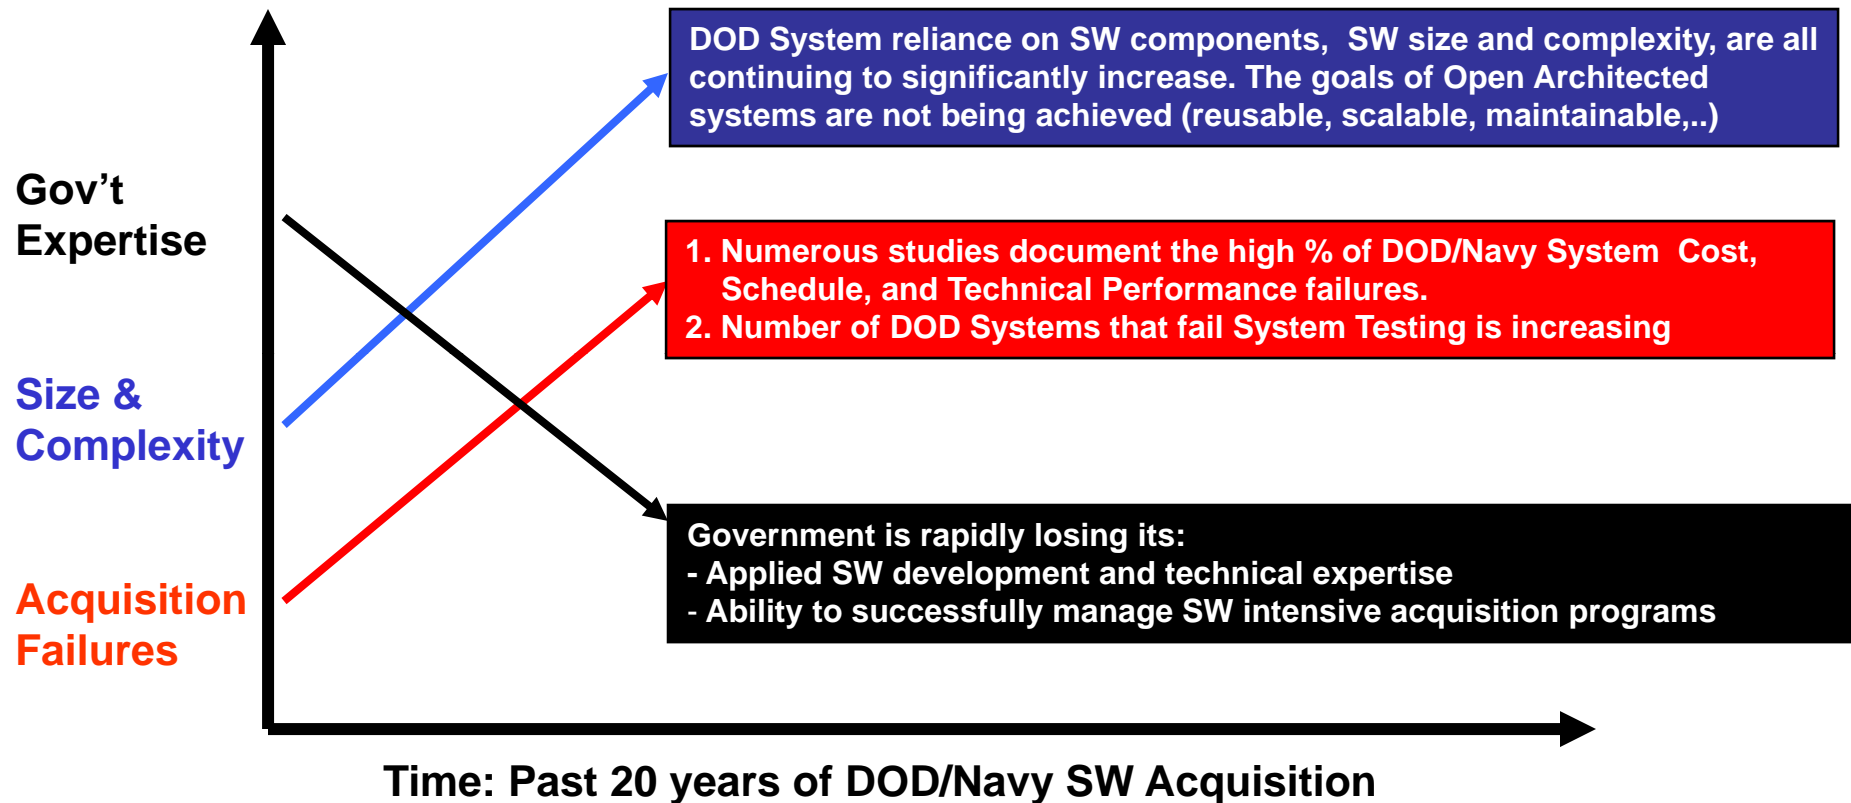 DOD System reliance on SW components, SW size and complexity, are all
continuing to significantly increase. The goals of Open Architected
systems are not being achieved (reusable, scalable, maintainable,..)
Gov’t
Expertise
1. Numerous studies document the high % of DOD/Navy System Cost,
Schedule, and Technical Performance failures.
2. Number of DOD Systems that fail System Testing is increasing
Size &
Complexity
Government is rapidly losing its:
- Applied SW development and technical expertise
- Ability to successfully manage SW intensive acquisition programs
Acquisition
Failures
Time: Past 20 years of DOD/Navy SW Acquisition